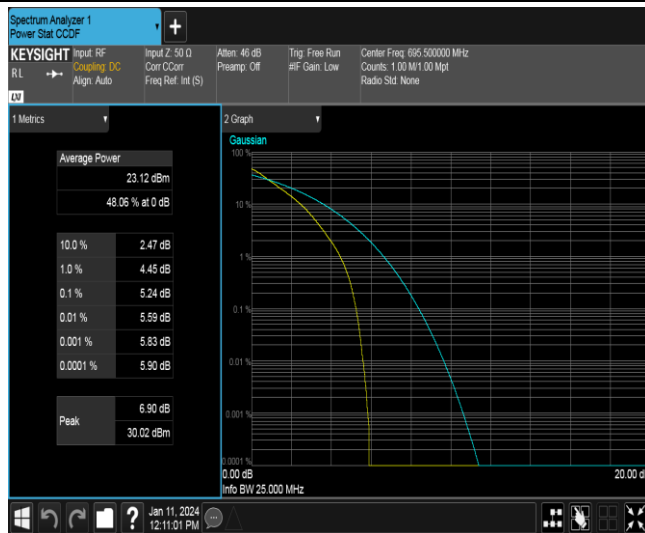 Spectrum Analyzer 1
Power Stat CCDF
+
KEYSIGHT
RL
LXI
Input: RF
Coupling: DC
Align: Auto
Input Z: 50 Ω
Corr CCorr
Freq Ref: Int (S)
Atten: 46 dB
Preamp: Off
Trig: Free Run
#IF Gain: Low
Center Freq: 695.500000 MHz
Counts: 1.00 M/1.00 Mpt
Radio Std: None
1 Metrics
Average Power
23.12 dBm
48.06 % at 0 dB
10.0 % 2.47 dB
1.0 % 4.45 dB
0.1 % 5.24 dB
0.01 % 5.59 dB
0.001 % 5.83 dB
0.0001 % 5.90 dB
Peak
6.90 dB
30.02 dBm
2 Graph
Gaussian
100 %
10 %
1 %
0.1 %
0.01 %
0.001 %
0.0001 %
0.00 dB
20.00 d
Info BW 25.000 MHz
?
Jan 11, 2024
12:11:01 PM